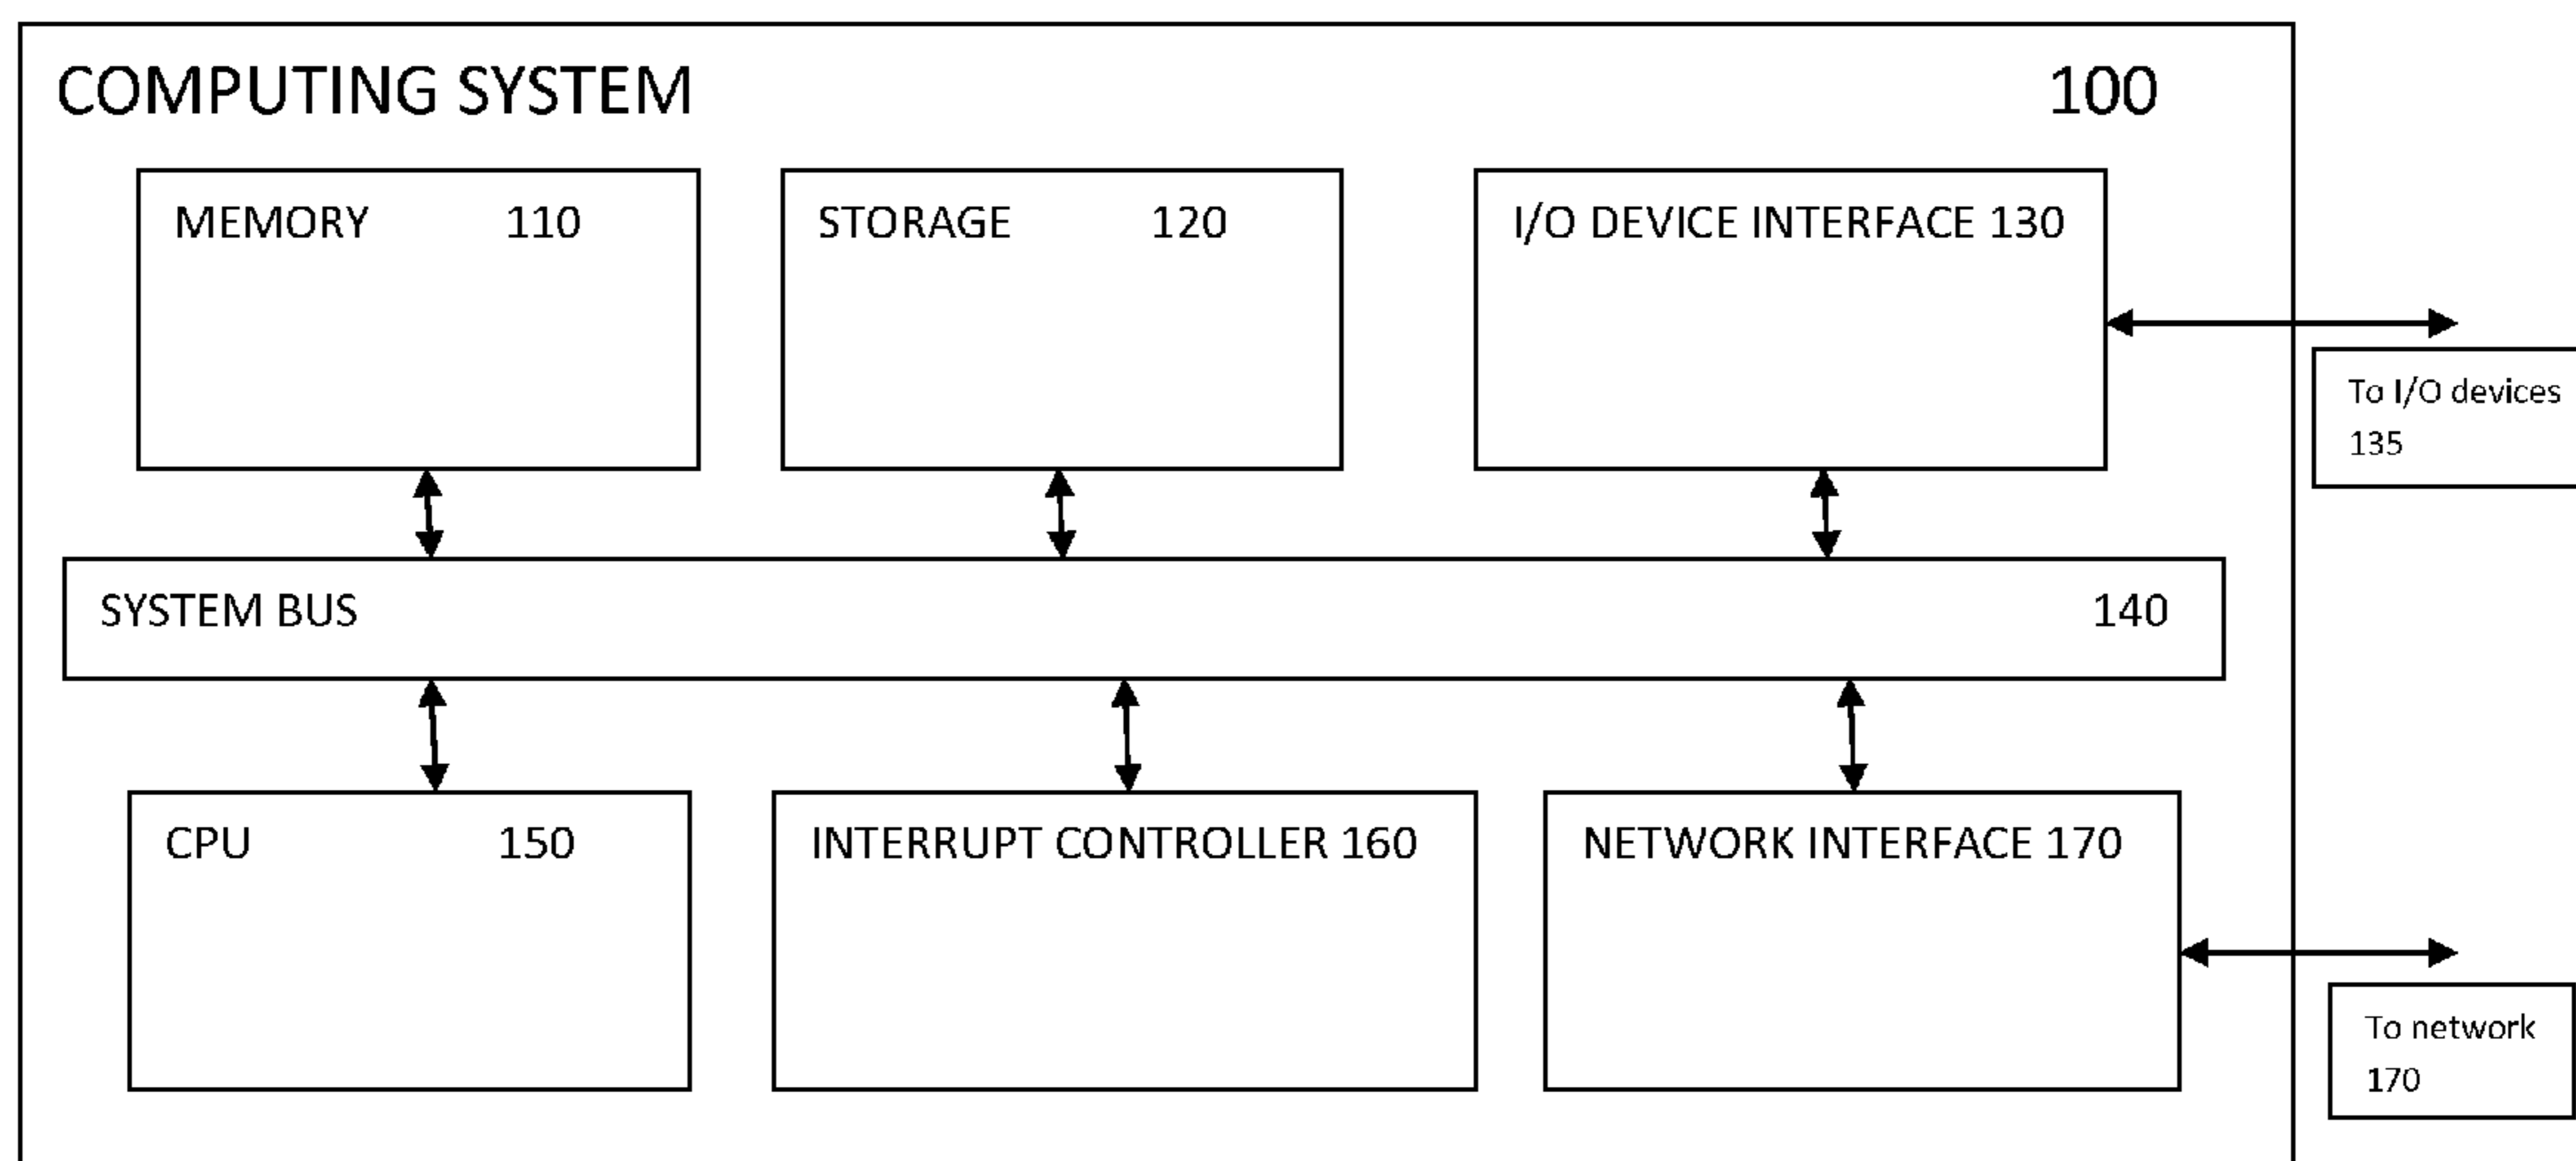 COMPUTING SYSTEM 100
MEMORY 110
STORAGE 120
I/O DEVICE INTERFACE 130
To I/O devices
135
SYSTEM BUS 140
CPU 150
INTERRUPT CONTROLLER 160
NETWORK INTERFACE 170
To network
170